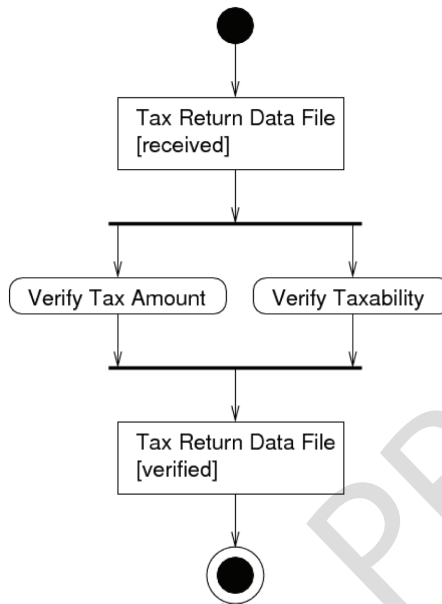 Tax Return Data File
[received]
Verify Tax Amount
Verify Taxability
Tax Return Data File
[verified]